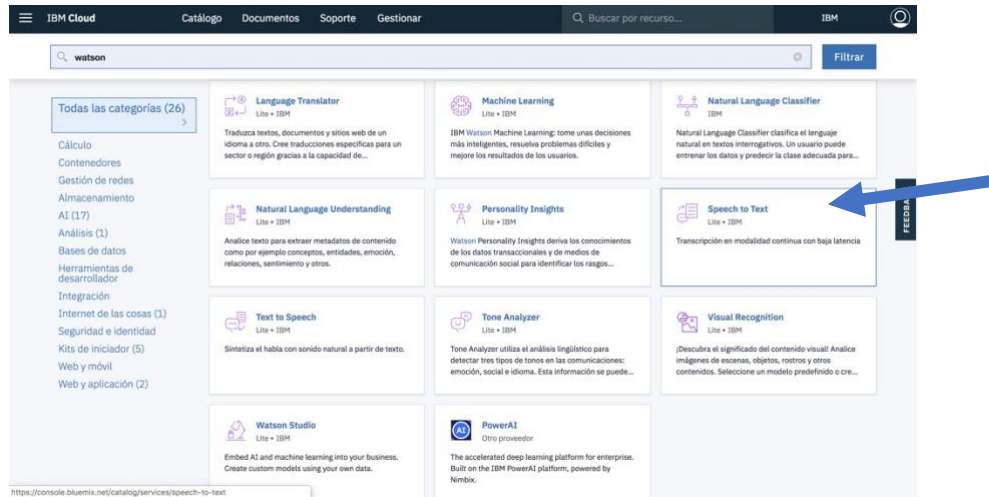 IBM Cloud Catálogo Documentos Soporte Gestionar Buscar por recurso... IBM
watson Filtrar
Todas las categorías (26)
>
Cálculo
Contenedores
Gestión de redes
Almacenamiento
AI (17)
Análisis (1)
Bases de datos
Herramientas de
desarrollador
Integración
Internet de las cosas (1)
Seguridad e identidad
Kits de iniciador (5)
Web y móvil
Web y aplicación (2)
Language Translator
Lite • IBM
Traduzca textos, documentos y sitios web de un
idioma a otro. Cree traducciones específicas para un
sector o región gracias a la capacidad de...
Machine Learning
Lite • IBM
IBM Watson Machine Learning: tome unas decisiones
más inteligentes, resuelva problemas difíciles y
mejore los resultados de los usuarios.
Natural Language Classifier
IBM
Natural Language Classifier clasifica el lenguaje
natural en textos interrogativos. Un usuario puede
entrenar los datos y predecir la clase adecuada para...
Natural Language Understanding
Lite • IBM
Analice texto para extraer metadatos de contenido
como por ejemplo conceptos, entidades, emoción,
relaciones, sentimiento y otros.
Personality Insights
Lite • IBM
Watson Personality Insights deriva los conocimientos
de los datos transaccionales y de medios de
comunicación social para identificar los rasgos...
Speech to Text
Lite • IBM
Transcripción en modalidad continua con baja latencia
Text to Speech
Lite • IBM
Sintetiza el habla con sonido natural a partir de texto.
Tone Analyzer
Lite • IBM
Tone Analyzer utiliza el análisis lingüístico para
detectar tres tipos de tonos en las comunicaciones:
emoción, social e idioma. Esta información se puede...
Visual Recognition
Lite • IBM
¡Descubra el significado del contenido visual! Analice
imágenes de escenas, objetos, rostros y otros
contenidos. Seleccione un modelo predefinido o cre...
Watson Studio
Lite • IBM
Embed AI and machine learning into your business.
Create custom models using your own data.
AI
PowerAI
Otro proveedor
The accelerated deep learning platform for enterprise.
Built on the IBM PowerAI platform, powered by
Nimbix.
https://console.bluemix.net/catalog/services/speech-to-text